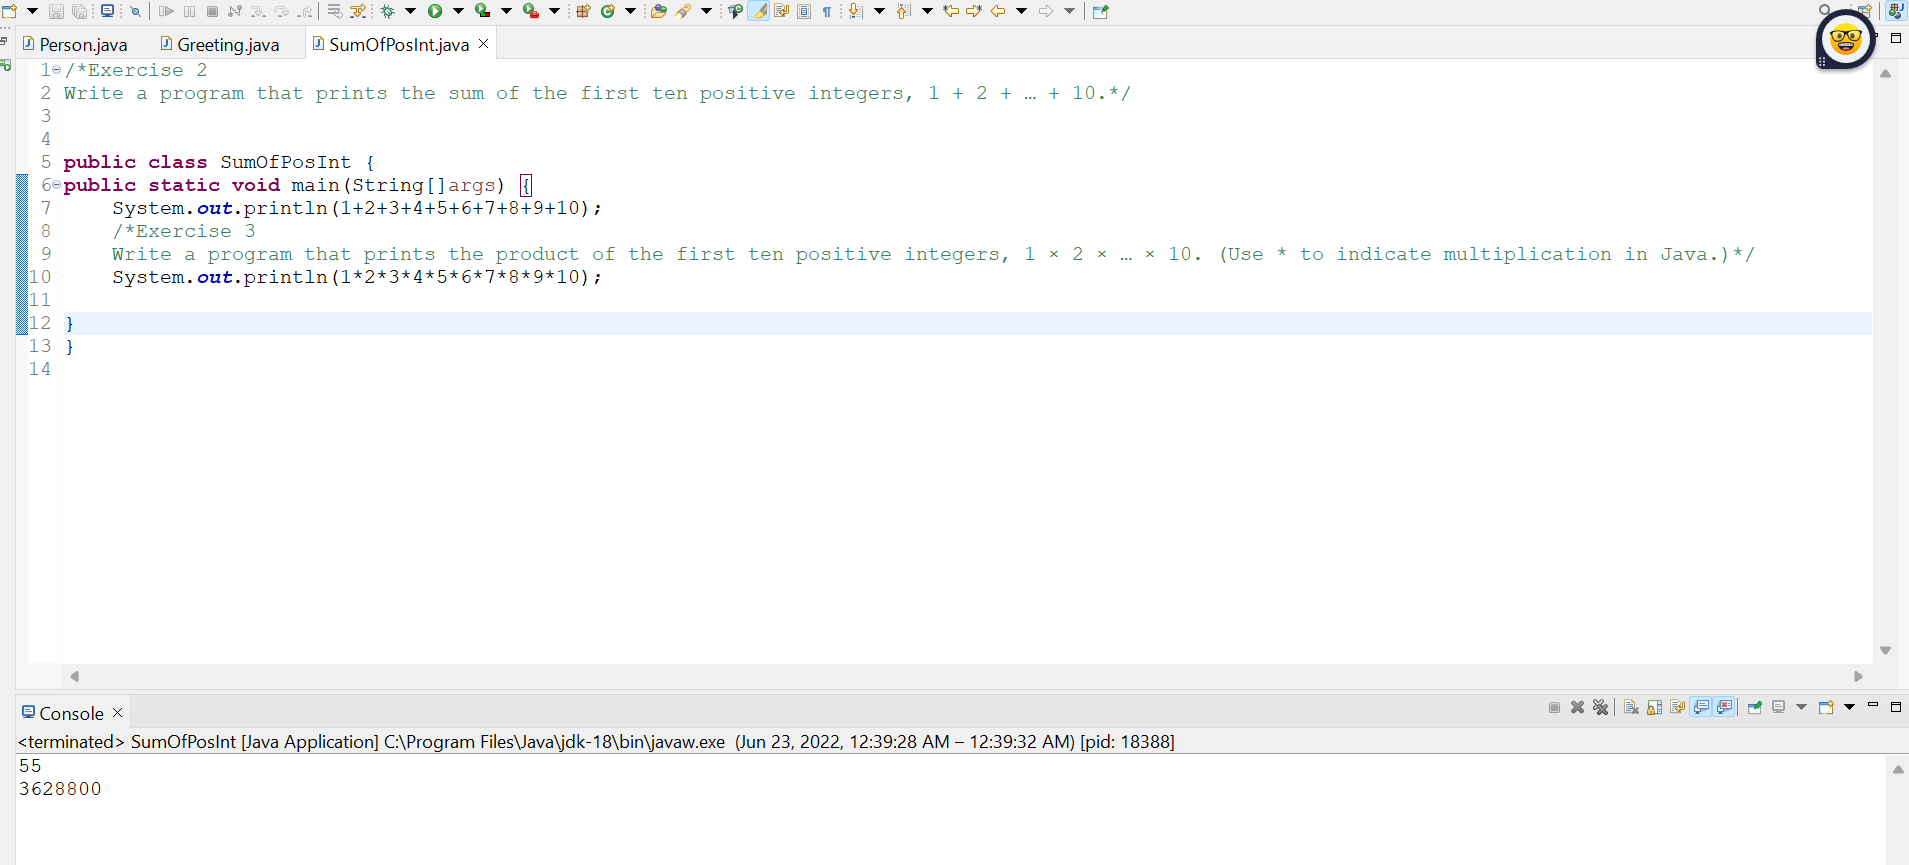 Person.java Greeting.java SumOfPosInt.java
1 /*Exercise 2
2 Write a program that prints the sum of the first ten positive integers, 1 + 2 + … + 10.*/
3
4
5 public class SumOfPosInt {
6 public static void main(String[]args) {
7 System.out.println(1+2+3+4+5+6+7+8+9+10);
8 /*Exercise 3
9 Write a program that prints the product of the first ten positive integers, 1 × 2 × … × 10. (Use * to indicate multiplication in Java.)*/
10 System.out.println(1*2*3*4*5*6*7*8*9*10);
11
12 }
13 }
14
Console
<terminated> SumOfPosInt [Java Application] C:\Program Files\Java\jdk-18\bin\javaw.exe (Jun 23, 2022, 12:39:28 AM – 12:39:32 AM) [pid: 18388]
55
3628800